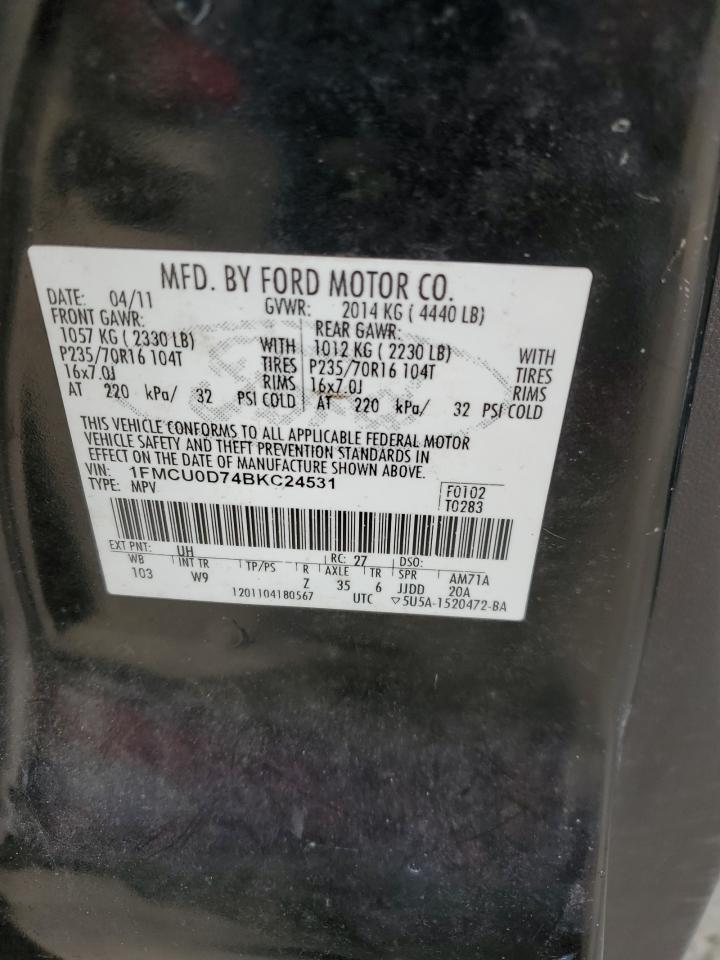 MFD. BY FORD MOTOR CO.
DATE: 04/11 GVWR: 2014 KG ( 4440 LB)
FRONT GAWR: REAR GAWR:
1057 KG ( 2330 LB) WITH 1012 KG ( 2230 LB) WITH
P235/70R16 104T TIRES P235/70R16 104T TIRES
16x7.0J RIMS 16x7.0J RIMS
AT 220 kPa/ 32 PSI COLD AT 220 kPa/ 32 PSI COLD
THIS VEHICLE CONFORMS TO ALL APPLICABLE FEDERAL MOTOR
VEHICLE SAFETY AND THEFT PREVENTION STANDARDS IN
EFFECT ON THE DATE OF MANUFACTURE SHOWN ABOVE.
VIN: 1FMCU0D74BKC24531
TYPE: MPV
F0102
T0283
EXT PNT: UH RC: 27 DSO:
WB INT TR TP/PS R AXLE TR SPR AM71A
103 W9 Z 35 6 JJDD 20A
1201104180567 UTC ▽5U5A-1520472-BA